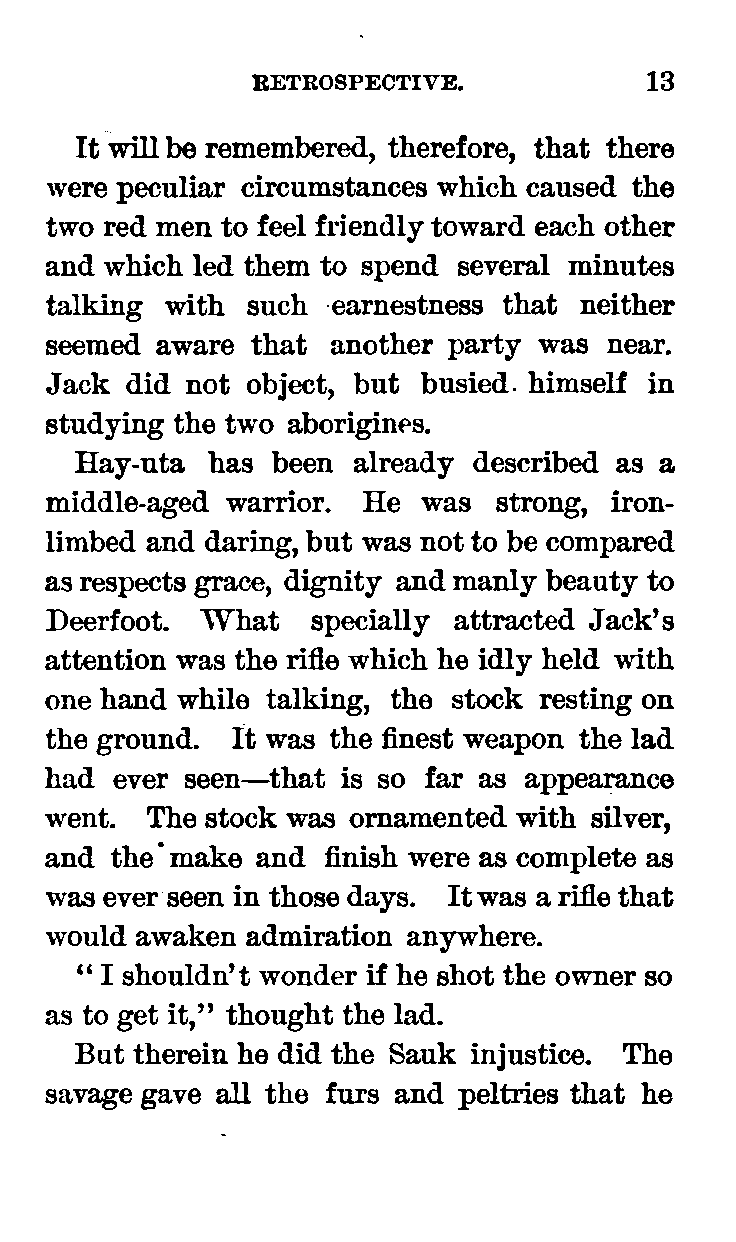 RETROSPECTIVE. 13
It will be remembered, therefore, that there
were peculiar circumstances which caused the
two red men to feel friendly toward each other
and which led them to spend several minutes
talking with such earnestness that neither
seemed aware that another party was near.
Jack did not object, but busied himself in
studying the two aborigines.
Hay-uta has been already described as a
middle-aged warrior. He was strong, iron-
limbed and daring, but was not to be compared
as respects grace, dignity and manly beauty to
Deerfoot. What specially attracted Jack's
attention was the rifle which he idly held with
one hand while talking, the stock resting on
the ground. It was the finest weapon the lad
had ever seen—that is so far as appearance
went. The stock was ornamented with silver,
and the make and finish were as complete as
was ever seen in those days. It was a rifle that
would awaken admiration anywhere.
"I shouldn't wonder if he shot the owner so
as to get it," thought the lad.
But therein he did the Sauk injustice. The
savage gave all the furs and peltries that he